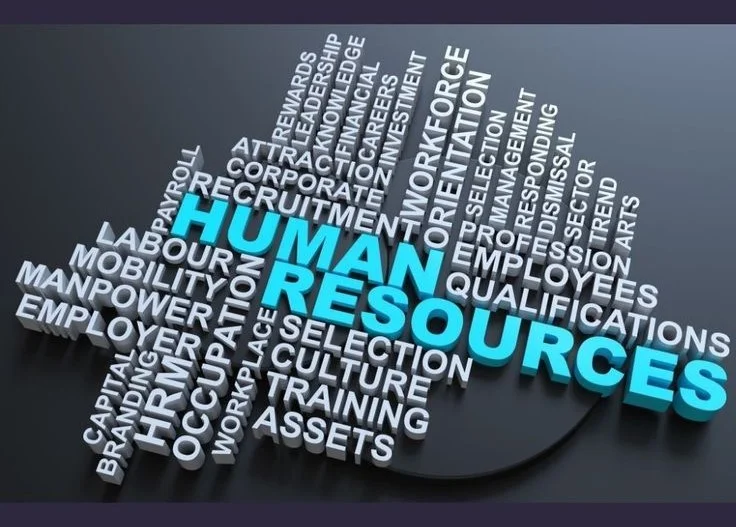 REWARDS
LEADERSHIP
KNOWLEDGE
FINANCIAL
CAREERS
INVESTMENT
WORKFORCE
ORIENTATION
SELECTION
MANAGEMENT
RESPONDING
DISMISSAL
SECTOR
TREND
ARTS
PAYROLL
ATTRACTION
CORPORATE
RECRUITMENT
PROFESSION
EMPLOYEES
QUALIFICATIONS
HUMAN
RESOURCES
LABOUR
MOBILITY
MANPOWER
EMPLOYER
CAPITAL
BRANDING
HRM
OCCUPATION
WORKPLACE
SELECTION
CULTURE
TRAINING
ASSETS